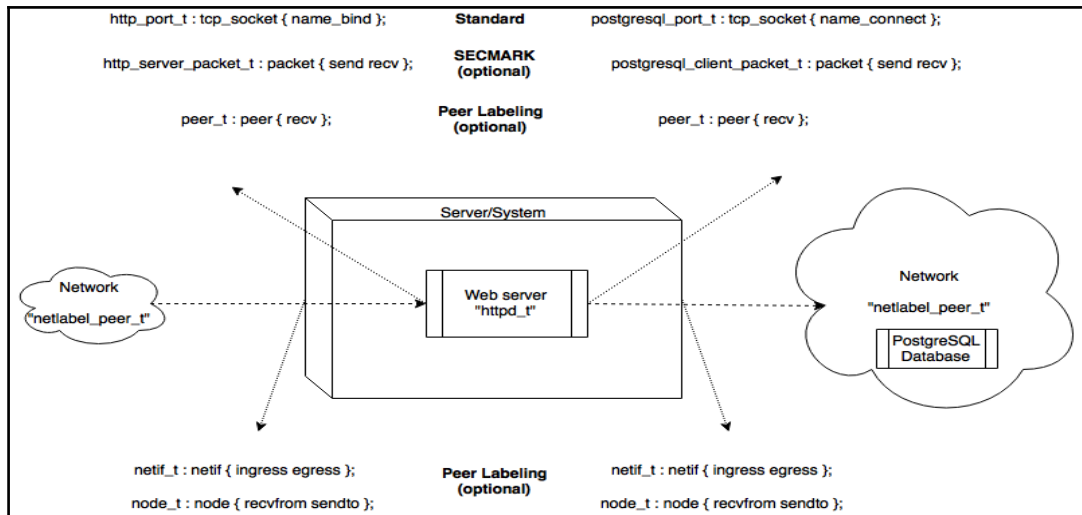 http_port_t : tcp_socket { name_bind };
Standard
postgresql_port_t : tcp_socket { name_connect };
http_server_packet_t : packet { send recv };
SECMARK
(optional)
postgresql_client_packet_t : packet { send recv };
peer_t : peer { recv };
Peer Labeling
(optional)
peer_t : peer { recv };
Server/System
Network
"netlabel_peer_t"
Web server
"httpd_t"
Network
"netlabel_peer_t"
PostgreSQL
Database
netif_t : netif { ingress egress };
Peer Labeling
(optional)
netif_t : netif { ingress egress };
node_t : node { recvfrom sendto };
node_t : node { recvfrom sendto };